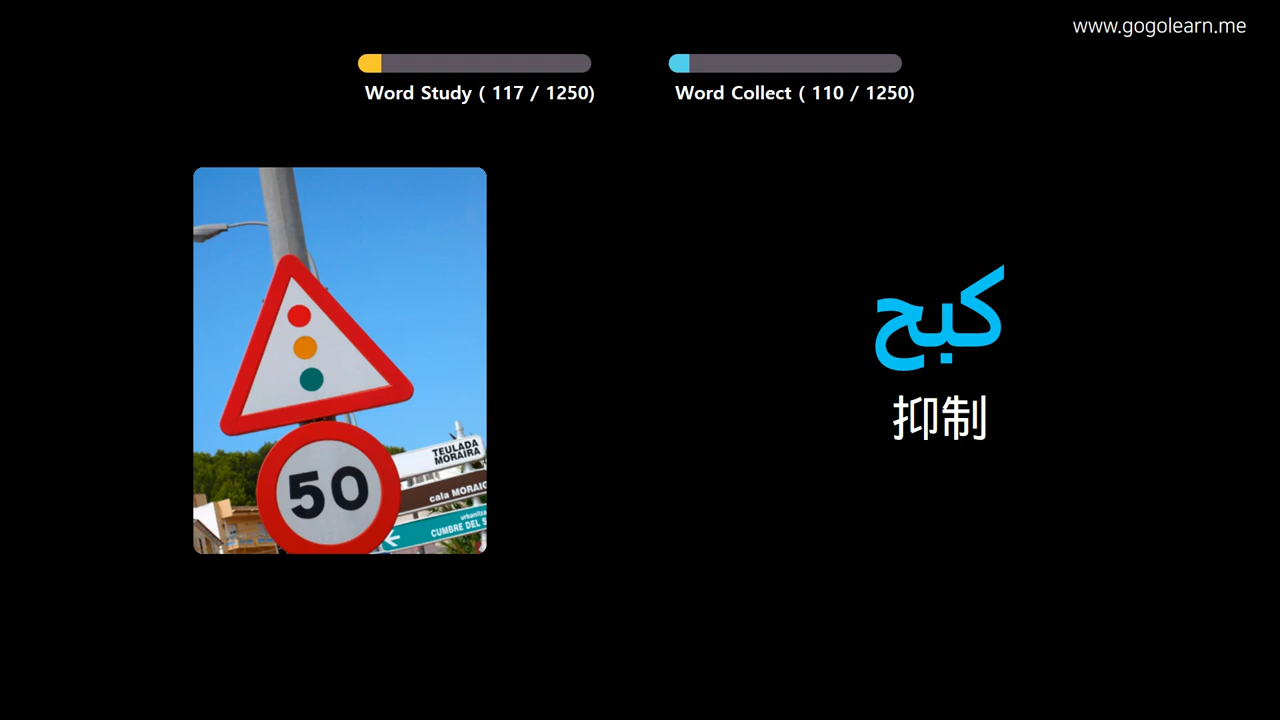 www.gogolearn.me
Word Study ( 117 / 1250)
Word Collect ( 110 / 1250)
كبح
抑制
50
TEULADA
MORAIRA
cala MORAIG
CUMBRE DEL S